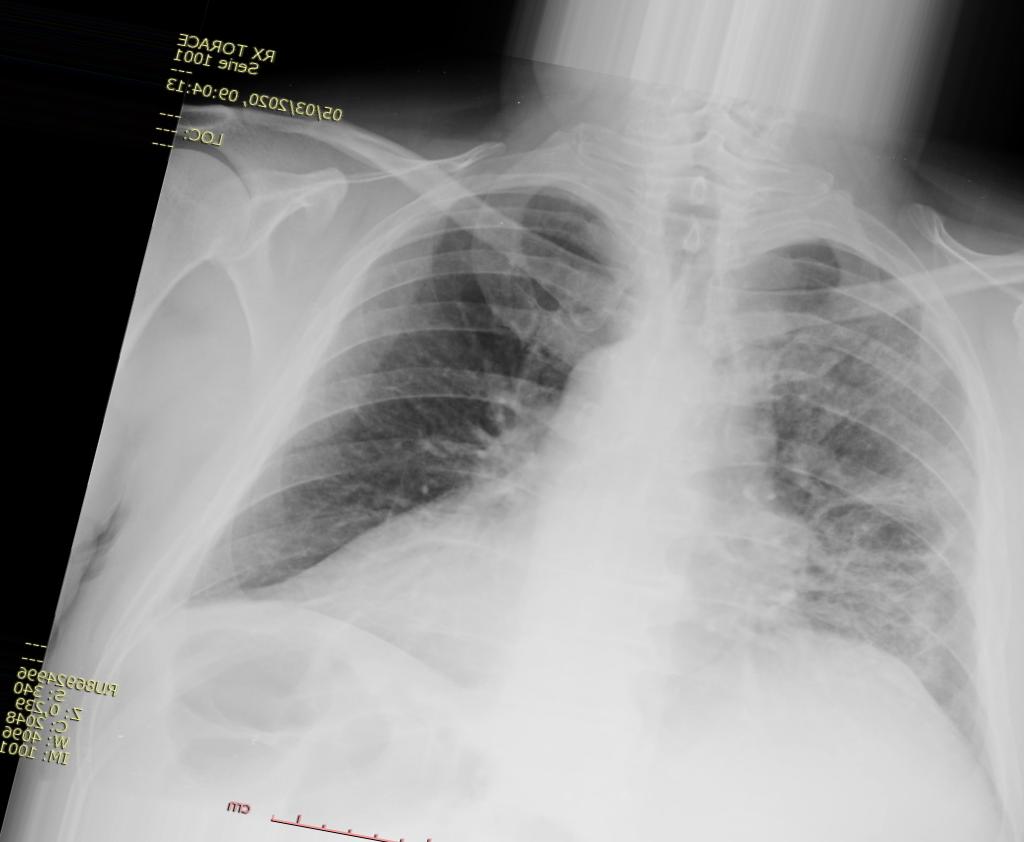 RX TORACE
Serie 1001
---
05/03/2020, 09:04:13
---
---
LOC:
---
---
---
RU86924996
S: 340
Z: 0,239
C: 2048
W: 4096
IM: 1001
cm